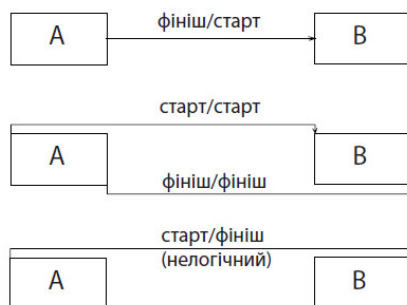 А фініш/старт В
старт/старт
А В
фініш/фініш
старт/фініш
(нелогічний)
А В